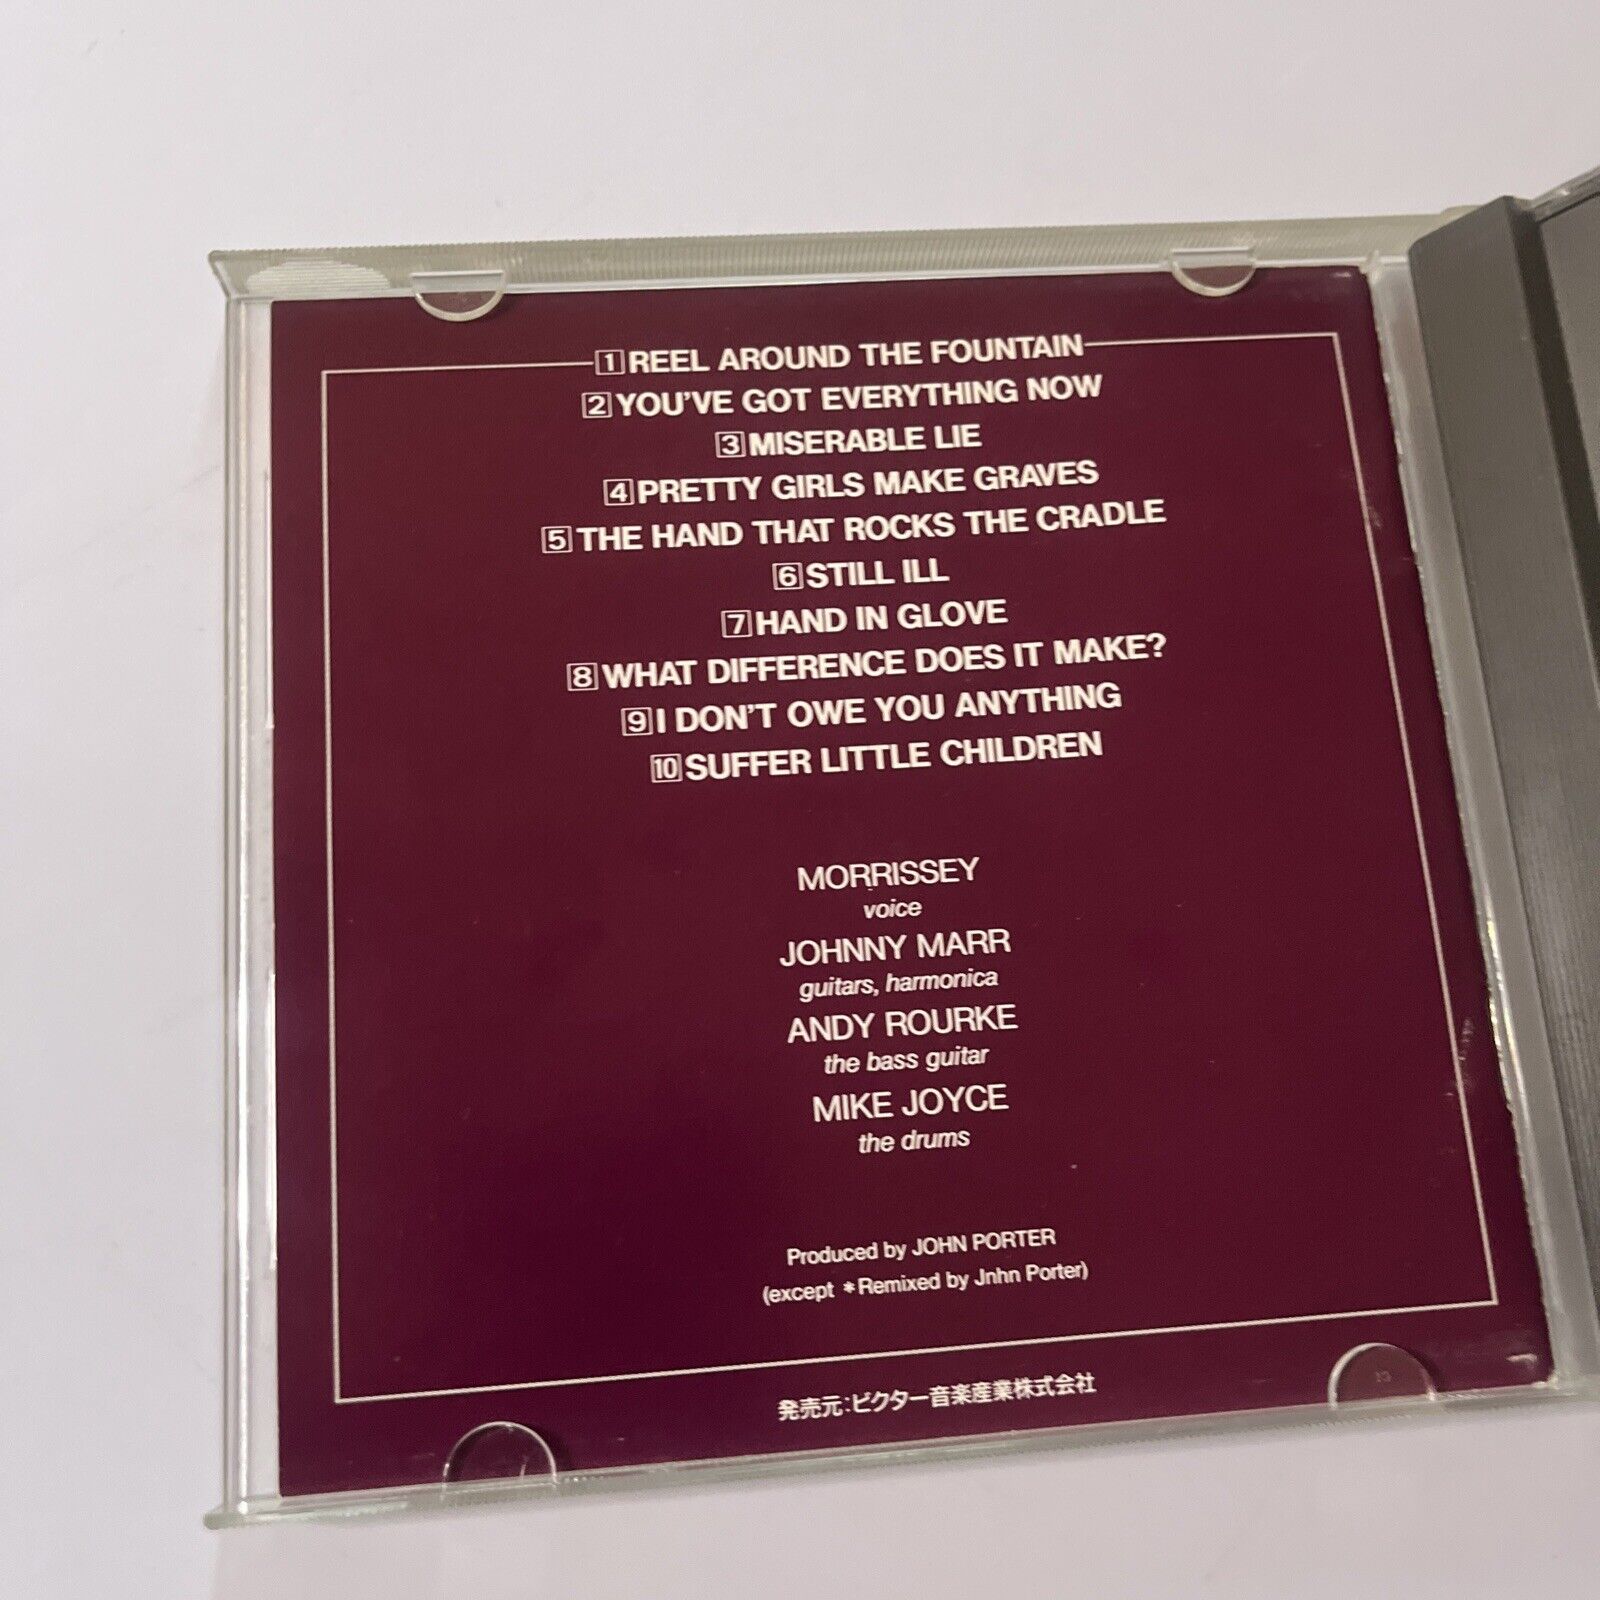 1 REEL AROUND THE FOUNTAIN
2 YOU'VE GOT EVERYTHING NOW
3 MISERABLE LIE
4 PRETTY GIRLS MAKE GRAVES
5 THE HAND THAT ROCKS THE CRADLE
6 STILL ILL
7 HAND IN GLOVE
8 WHAT DIFFERENCE DOES IT MAKE?
9 I DON'T OWE YOU ANYTHING
10 SUFFER LITTLE CHILDREN
MORRISSEY
voice
JOHNNY MARR
guitars, harmonica
ANDY ROURKE
the bass guitar
MIKE JOYCE
the drums
Produced by JOHN PORTER
(except *Remixed by Jnhn Porter)
発売元:ビクター音楽産業株式会社